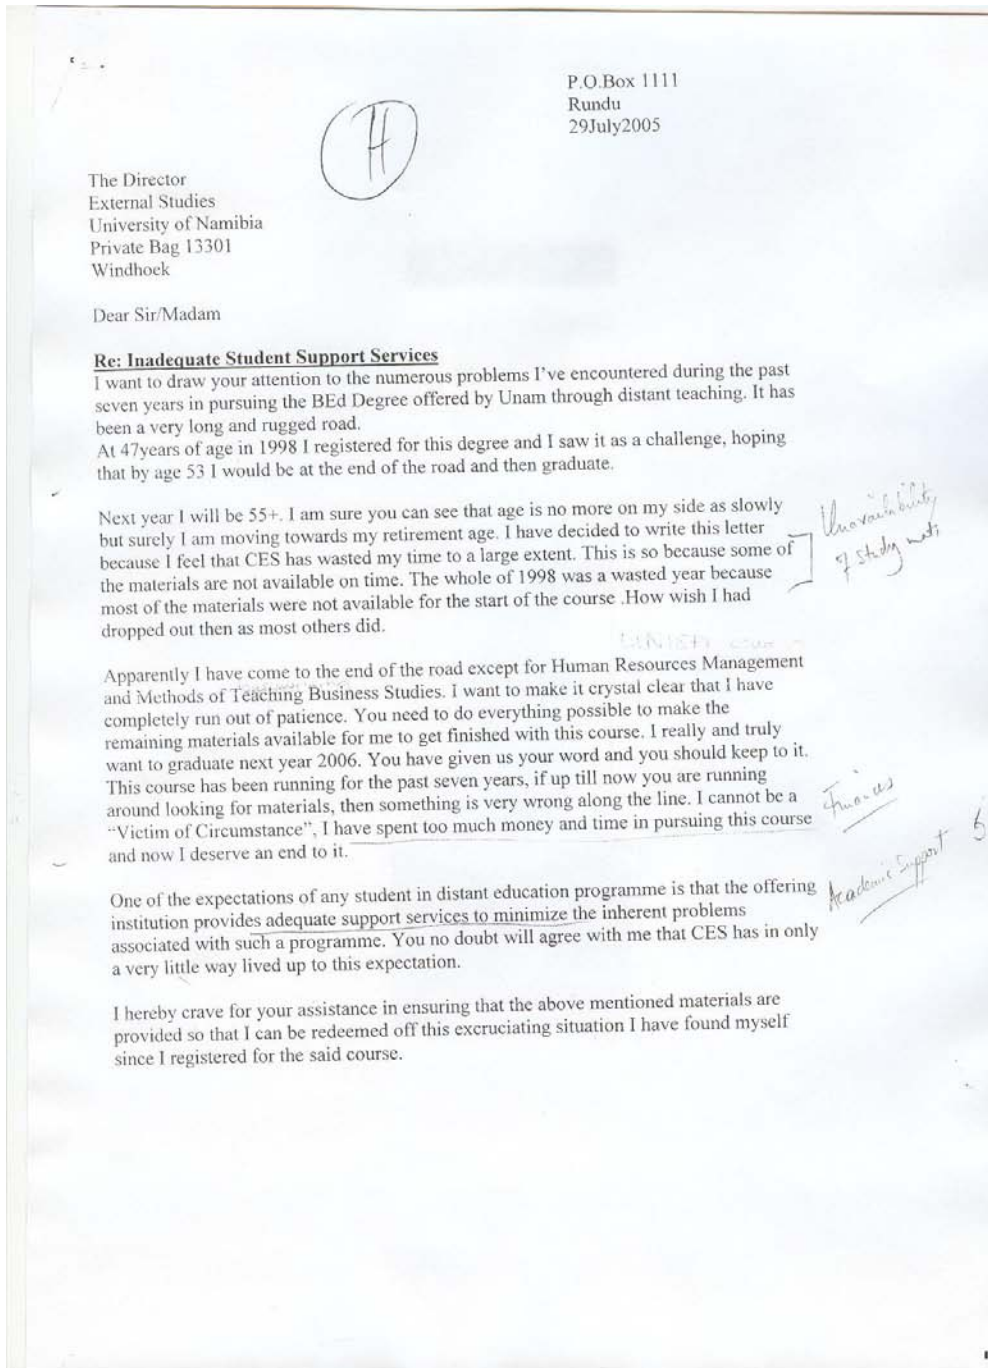 P.O.Box 1111
Rundu
29July2005
H
The Director
External Studies
University of Namibia
Private Bag 13301
Windhoek
Dear Sir/Madam
Re: Inadequate Student Support Services
I want to draw your attention to the numerous problems I've encountered during the past
seven years in pursuing the BEd Degree offered by Unam through distant teaching. It has
been a very long and rugged road.
At 47years of age in 1998 I registered for this degree and I saw it as a challenge, hoping
that by age 53 I would be at the end of the road and then graduate.
Next year I will be 55+. I am sure you can see that age is no more on my side as slowly
but surely I am moving towards my retirement age. I have decided to write this letter
because I feel that CES has wasted my time to a large extent. This is so because some of
the materials are not available on time. The whole of 1998 was a wasted year because
most of the materials were not available for the start of the course .How wish I had
dropped out then as most others did.
Unavailability
of study mats
Apparently I have come to the end of the road except for Human Resources Management
and Methods of Teaching Business Studies. I want to make it crystal clear that I have
completely run out of patience. You need to do everything possible to make the
remaining materials available for me to get finished with this course. I really and truly
want to graduate next year 2006. You have given us your word and you should keep to it.
This course has been running for the past seven years, if up till now you are running
around looking for materials, then something is very wrong along the line. I cannot be a
“Victim of Circumstance”, I have spent too much money and time in pursuing this course
and now I deserve an end to it.
Finances
One of the expectations of any student in distant education programme is that the offering
institution provides adequate support services to minimize the inherent problems
associated with such a programme. You no doubt will agree with me that CES has in only
a very little way lived up to this expectation.
Academic Support
5
I hereby crave for your assistance in ensuring that the above mentioned materials are
provided so that I can be redeemed off this excruciating situation I have found myself
since I registered for the said course.